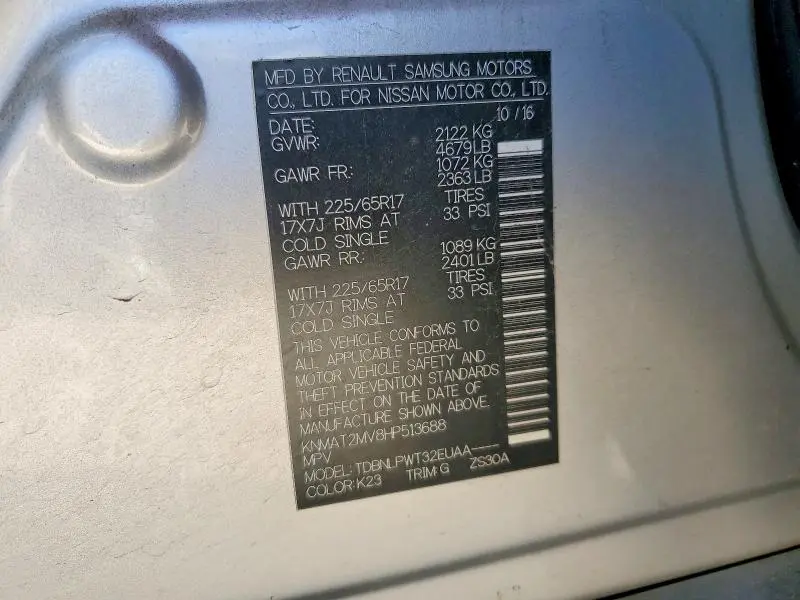 MFD BY RENAULT SAMSUNG MOTORS
CO., LTD. FOR NISSAN MOTOR CO., LTD.
DATE: 10 / 16
GVWR: 2122 KG
4679 LB
GAWR FR: 1072 KG
2363 LB
WITH 225/65R17 TIRES
17X7J RIMS AT 33 PSI
COLD SINGLE
GAWR RR: 1089 KG
2401 LB
WITH 225/65R17 TIRES
17X7J RIMS AT 33 PSI
COLD SINGLE
THIS VEHICLE CONFORMS TO
ALL APPLICABLE FEDERAL
MOTOR VEHICLE SAFETY AND
THEFT PREVENTION STANDARDS
IN EFFECT ON THE DATE OF
MANUFACTURE SHOWN ABOVE.
KNMAT2MV8HP513688
MPV
MODEL: TDBNLPWT32EUAA----
COLOR:K23 TRIM:G ZS30A